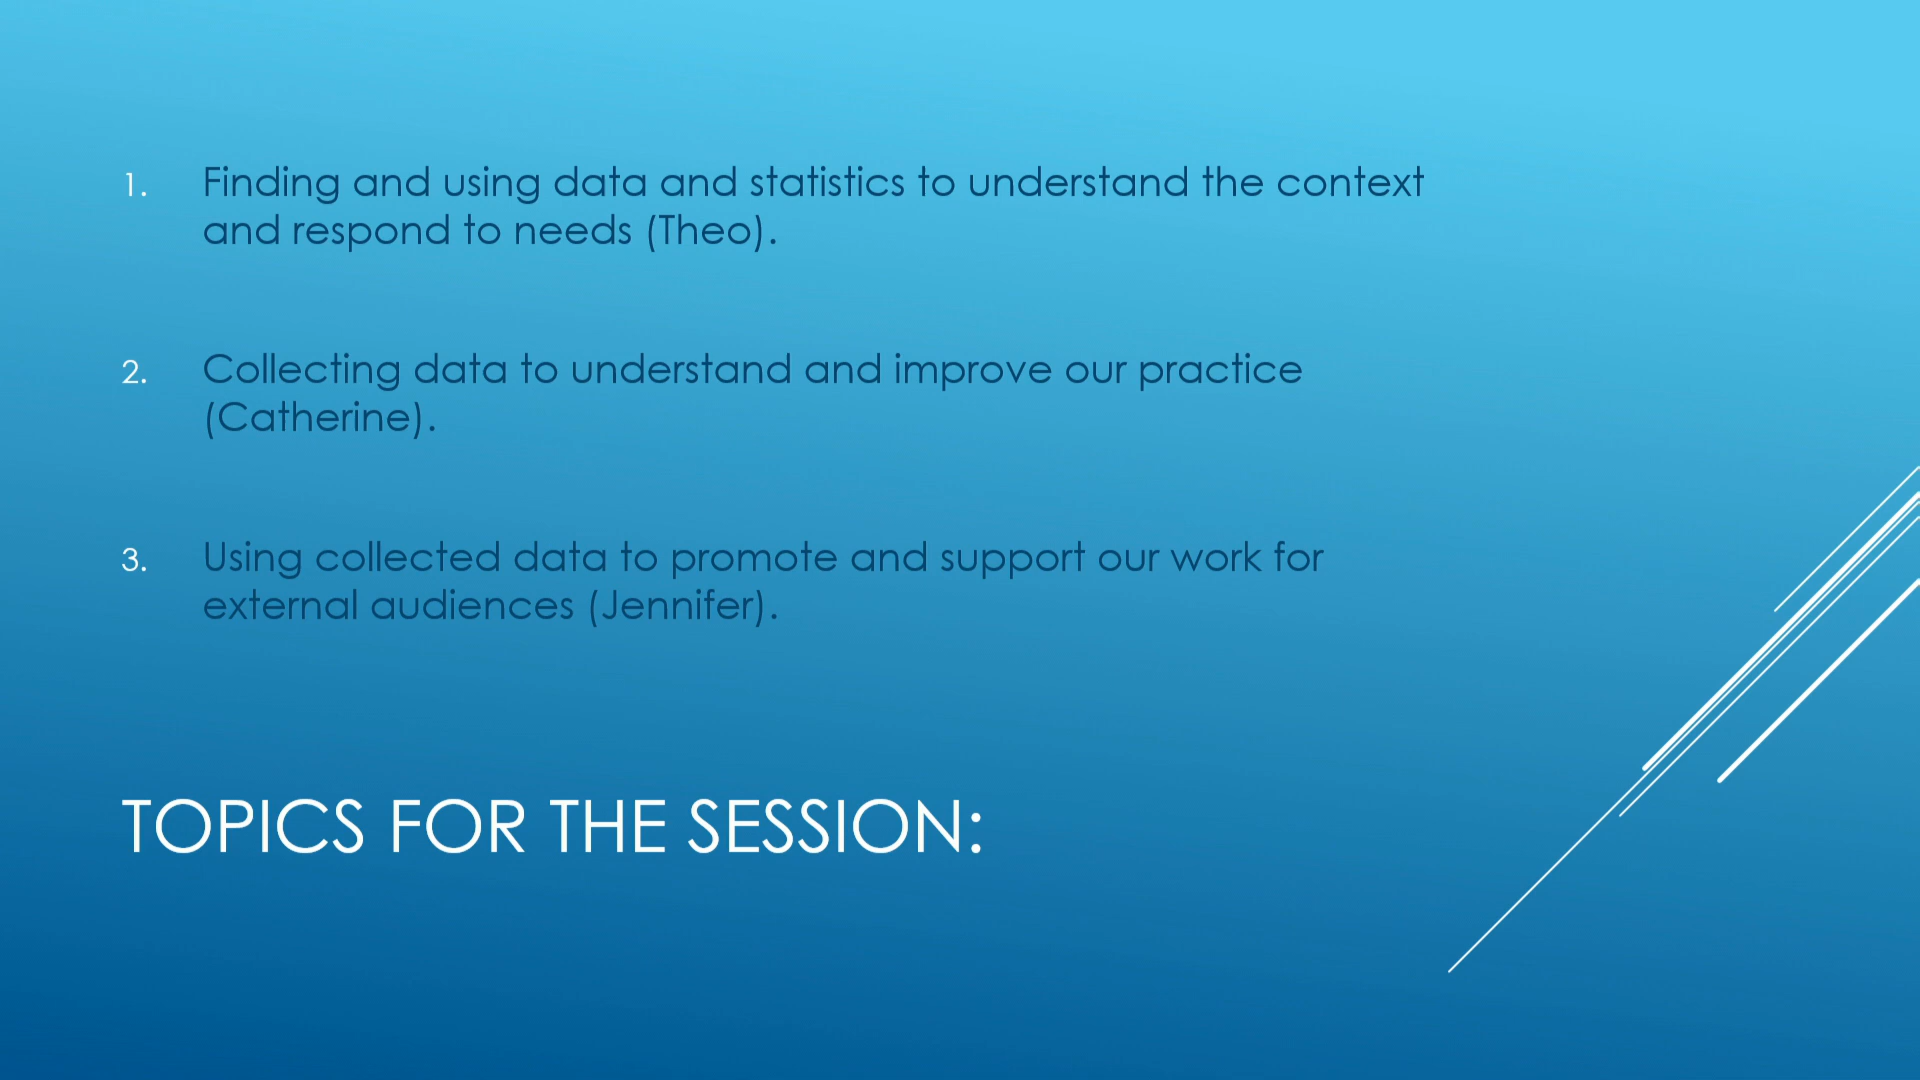 1. Finding and using data and statistics to understand the context
and respond to needs (Theo).
2. Collecting data to understand and improve our practice
(Catherine).
3. Using collected data to promote and support our work for
external audiences (Jennifer).
TOPICS FOR THE SESSION: